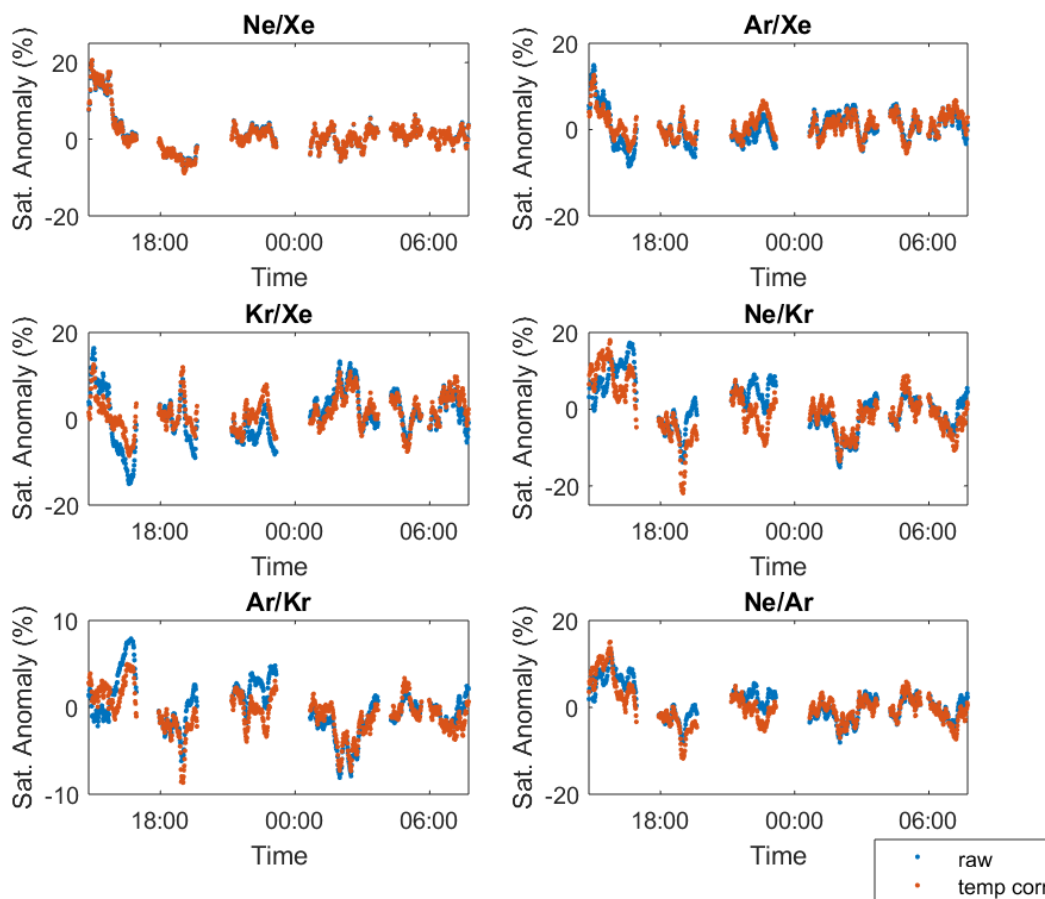 Ne/Xe
Sat. Anomaly (%)
20
0
-20
18:00 00:00 06:00
Time
Ar/Xe
Sat. Anomaly (%)
20
0
-20
18:00 00:00 06:00
Time
Kr/Xe
Sat. Anomaly (%)
20
0
-20
18:00 00:00 06:00
Time
Ne/Kr
Sat. Anomaly (%)
20
0
-20
18:00 00:00 06:00
Time
Ar/Kr
Sat. Anomaly (%)
10
0
-10
18:00 00:00 06:00
Time
Ne/Ar
Sat. Anomaly (%)
20
0
-20
18:00 00:00 06:00
Time
raw
temp corr